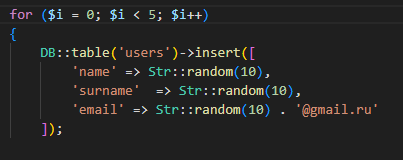 for ($i = 0; $i < 5; $i++)
{
    DB::table('users')->insert([
        'name' => Str::random(10),
        'surname'  => Str::random(10),
        'email' => Str::random(10) . '@gmail.ru'
    ]);